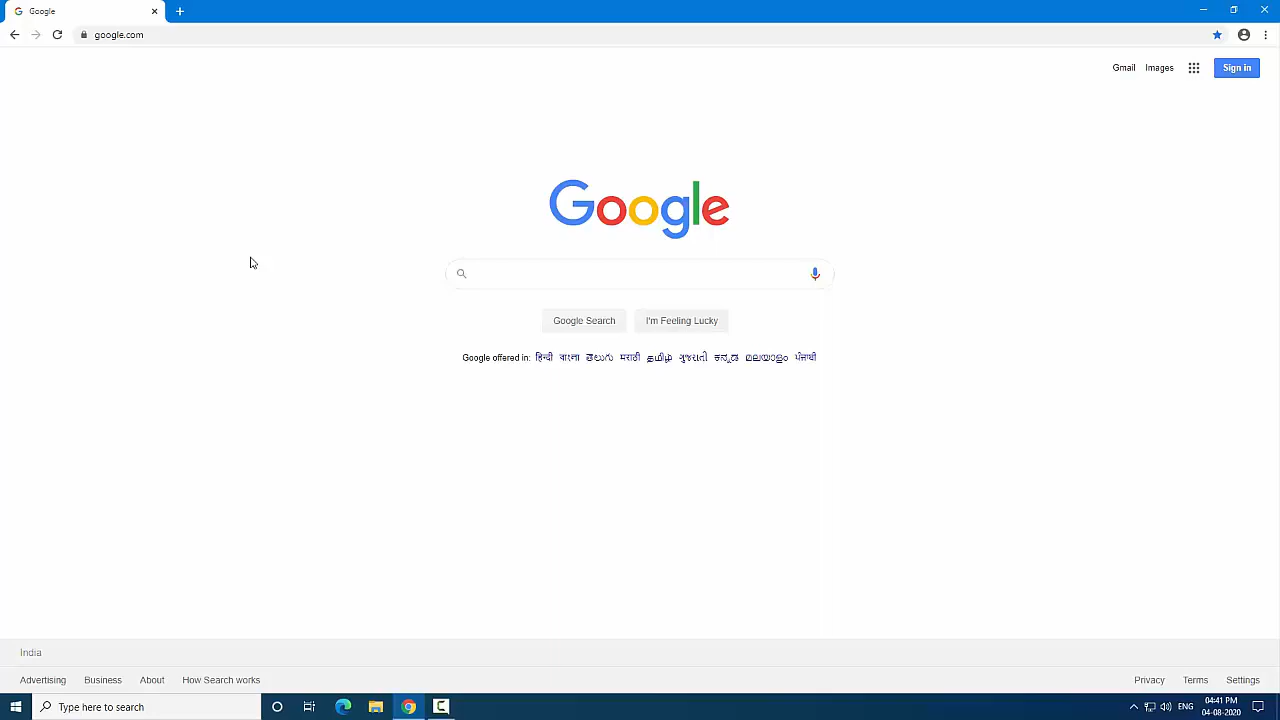 Google
google.com
Gmail Images Sign in
Google
Google Search I'm Feeling Lucky
Google offered in: हिन्दी বাংলা తెలుగు मराठी தமிழ் ગુજરાતી ಕನ್ನಡ മലയാളം ਪੰਜਾਬੀ
India
Advertising Business About How Search works
Privacy Terms Settings
Type here to search
ENG
04:41 PM
04-08-2020